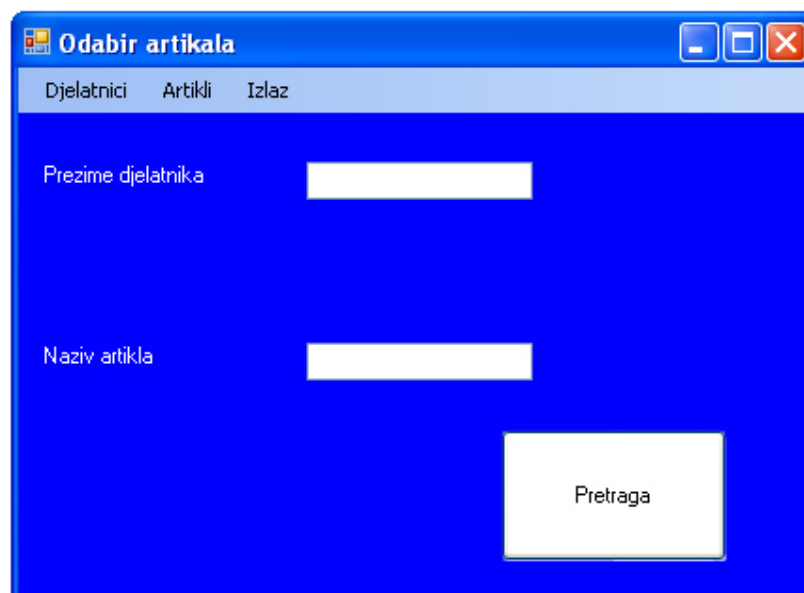 Odabir artikala
Djelatnici Artikli Izlaz
Prezime djelatnika
Naziv artikla
Pretraga